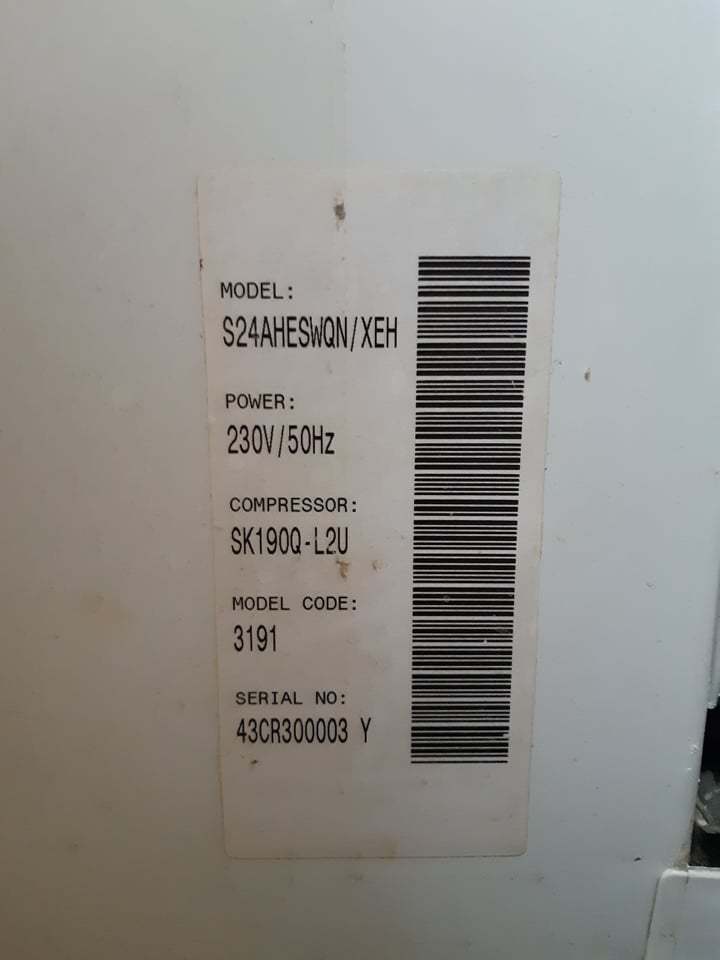 MODEL:
S24AHESWQN/XEH
POWER:
230V/50Hz
COMPRESSOR:
SK190Q-L2U
MODEL CODE:
3191
SERIAL NO:
43CR300003 Y